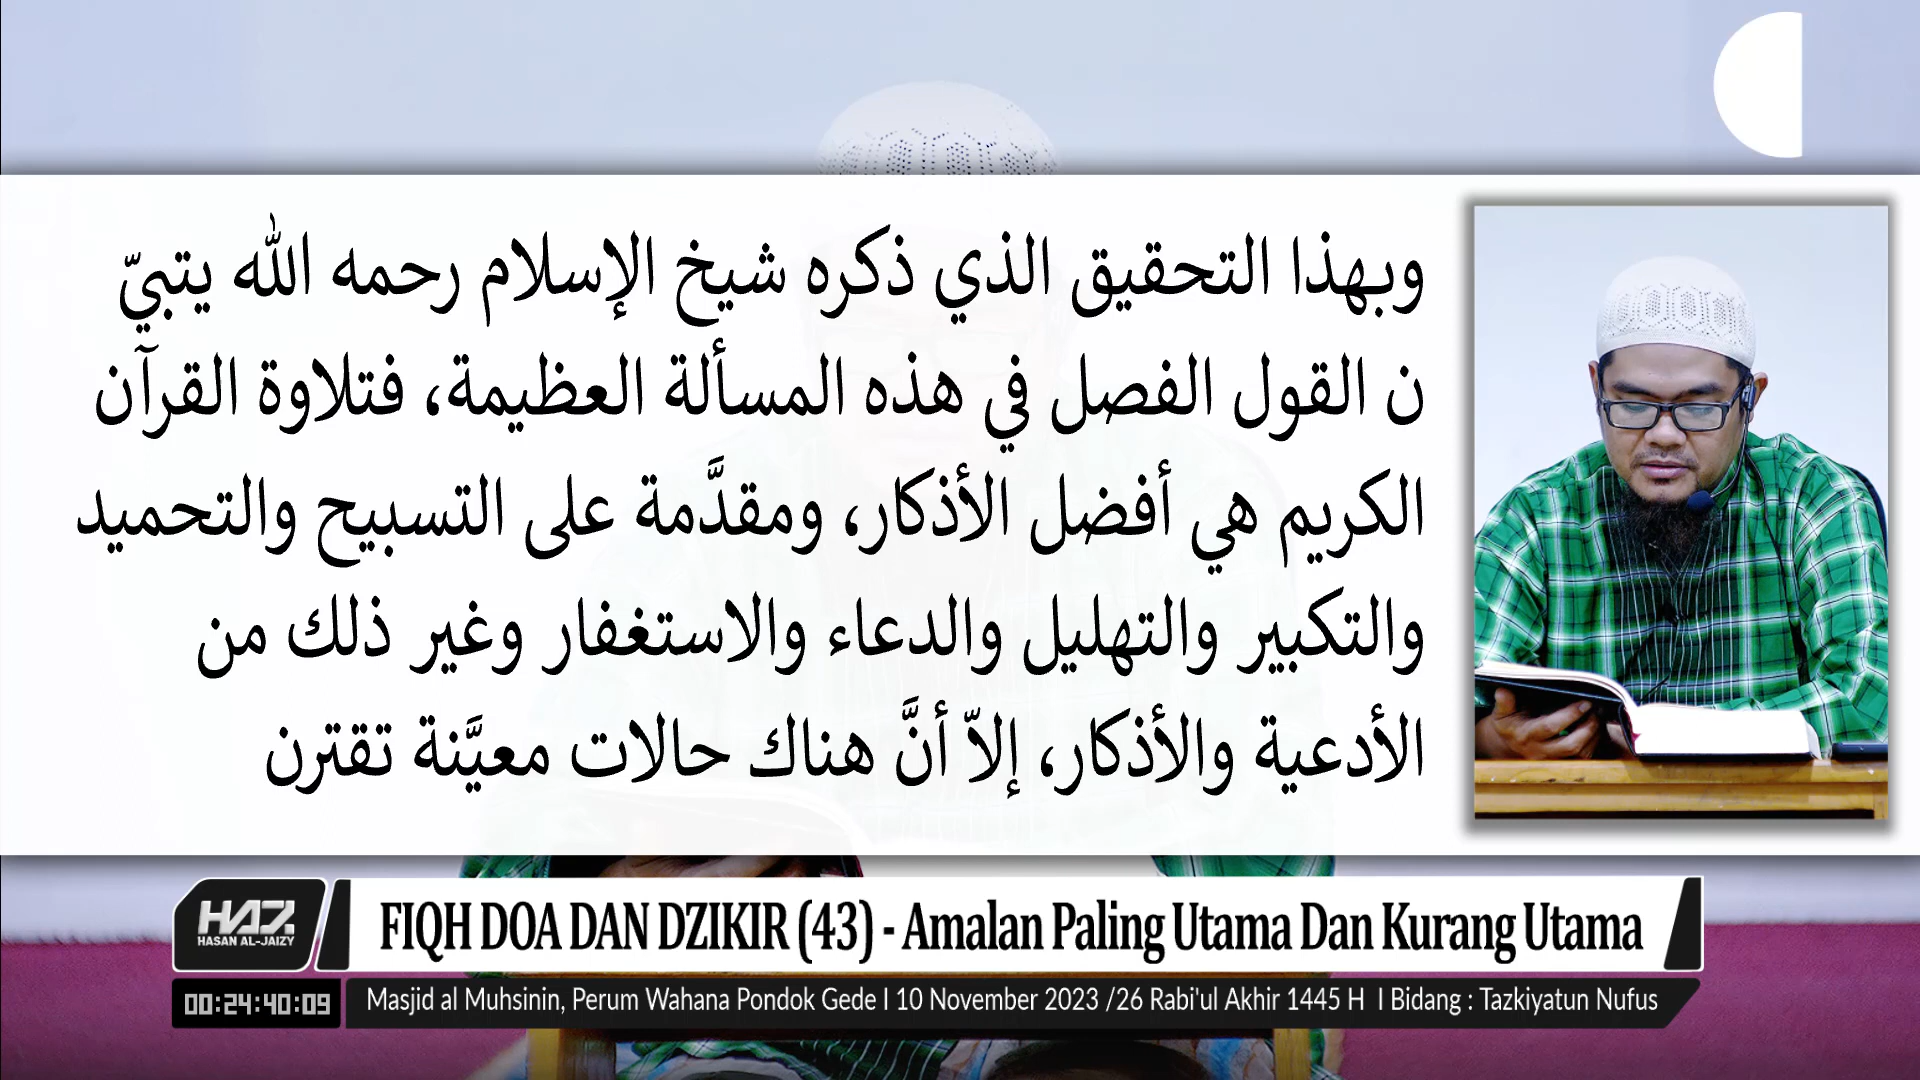 وبهذا التحقيق الذي ذكره شيخ الإسلام رحمه الله يتبيّ
ن القول الفصل في هذه المسألة العظيمة، فتلاوة القرآن
الكريم هي أفضل الأذكار، ومقدَّمة على التسبيح والتحميد
والتكبير والتهليل والدعاء والاستغفار وغير ذلك من
الأدعية والأذكار، إلاّ أنَّ هناك حالات معيَّنة تقترن
HAZ.
HASAN AL-JAIZY
FIQH DOA DAN DZIKIR (43) - Amalan Paling Utama Dan Kurang Utama
00:24:40:09
Masjid al Muhsinin, Perum Wahana Pondok Gede I 10 November 2023 /26 Rabi'ul Akhir 1445 H I Bidang : Tazkiyatun Nufus